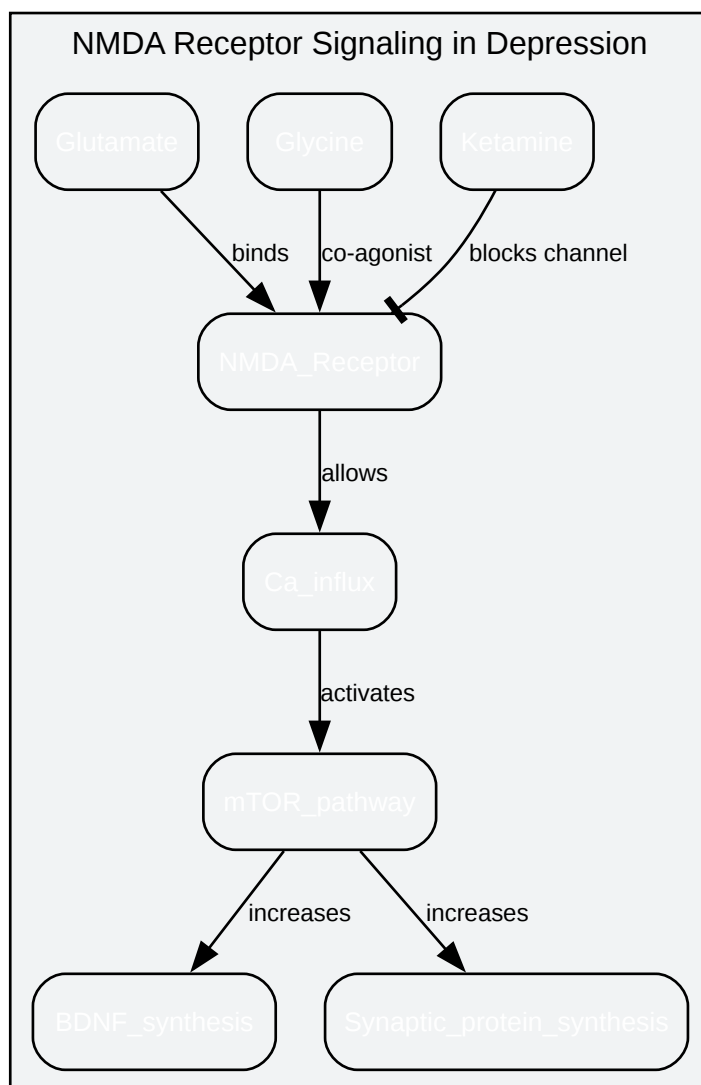 NMDA Receptor Signaling in Depression
Glutamate
Glycine
Ketamine
binds
co-agonist
blocks channel
NMDA_Receptor
allows
Ca_influx
activates
mTOR_pathway
increases
increases
BDNF_synthesis
Synaptic_protein_synthesis